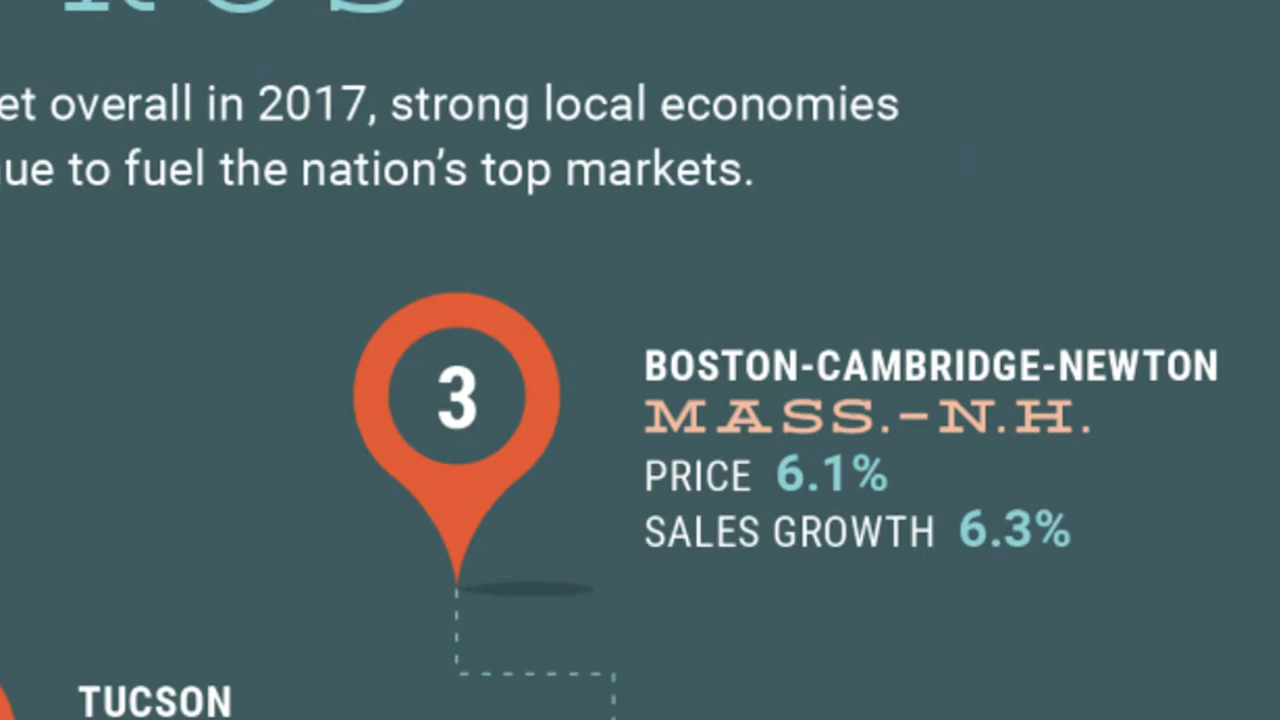 et overall in 2017, strong local economies
ue to fuel the nation's top markets.
3
BOSTON-CAMBRIDGE-NEWTON
MASS.-N.H.
PRICE 6.1%
SALES GROWTH 6.3%
TUCSON